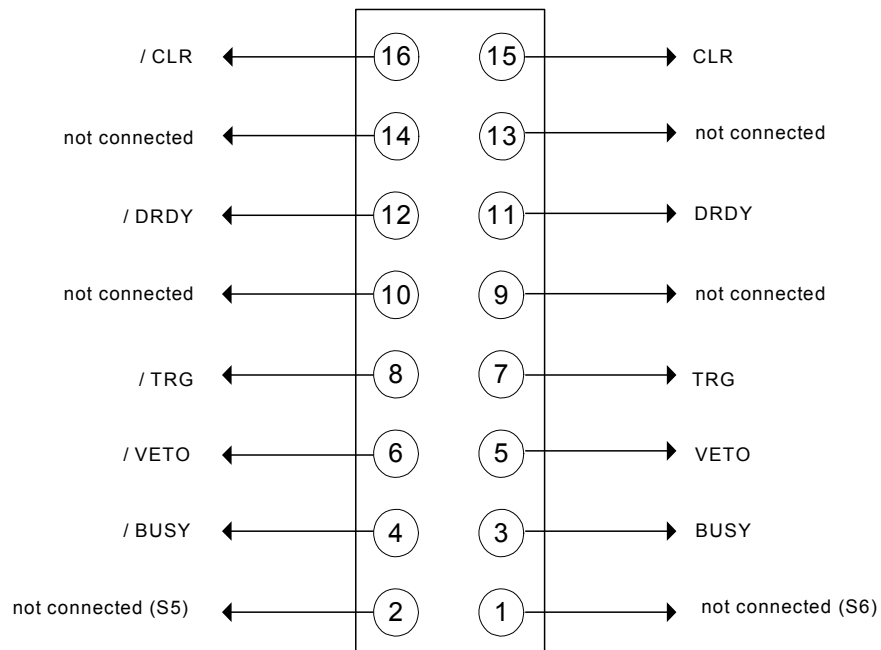 / CLR 16 15 CLR
not connected 14 13 not connected
/ DRDY 12 11 DRDY
not connected 10 9 not connected
/ TRG 8 7 TRG
/ VETO 6 5 VETO
/ BUSY 4 3 BUSY
not connected (S5) 2 1 not connected (S6)